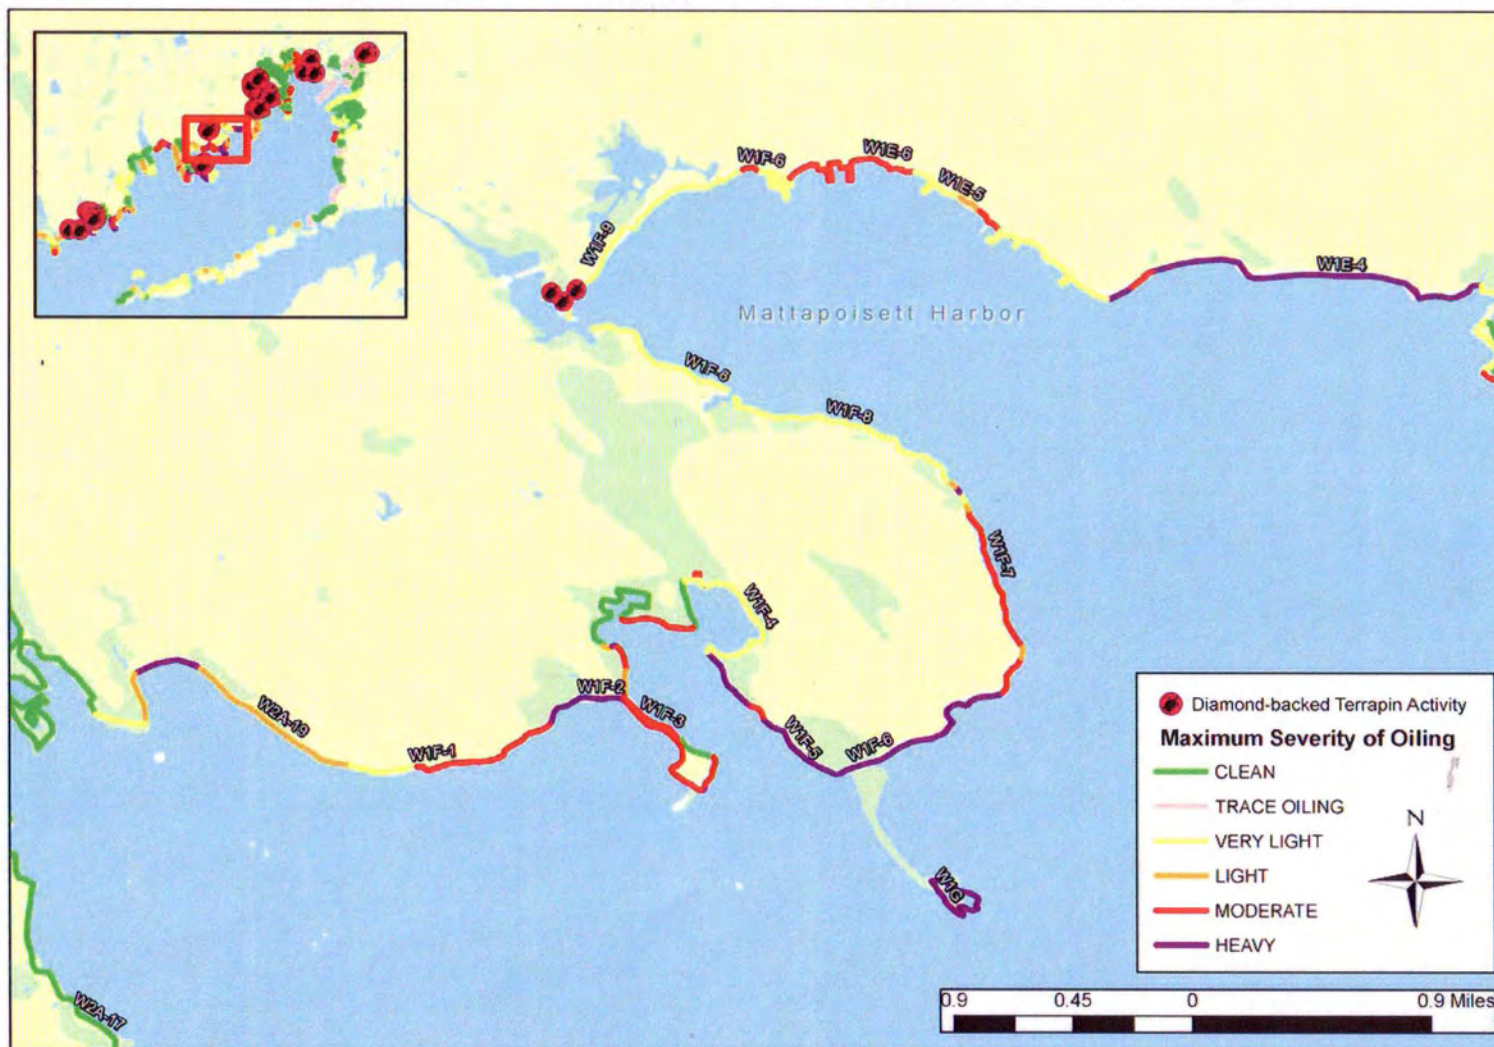 W1F-6
W1E-6
W1E-5
W1F-9
W1E-4
Mattapoisett Harbor
W1F-8
W1F-8
W1F-7
W1F-4
W1F-2
W1F-3
W2A-19
W1F-1
W1F-5
W1F-6
W1G
W2A-17
Diamond-backed Terrapin Activity
Maximum Severity of Oiling
CLEAN
TRACE OILING
VERY LIGHT
LIGHT
MODERATE
HEAVY
N
0.9 0.45 0 0.9 Miles